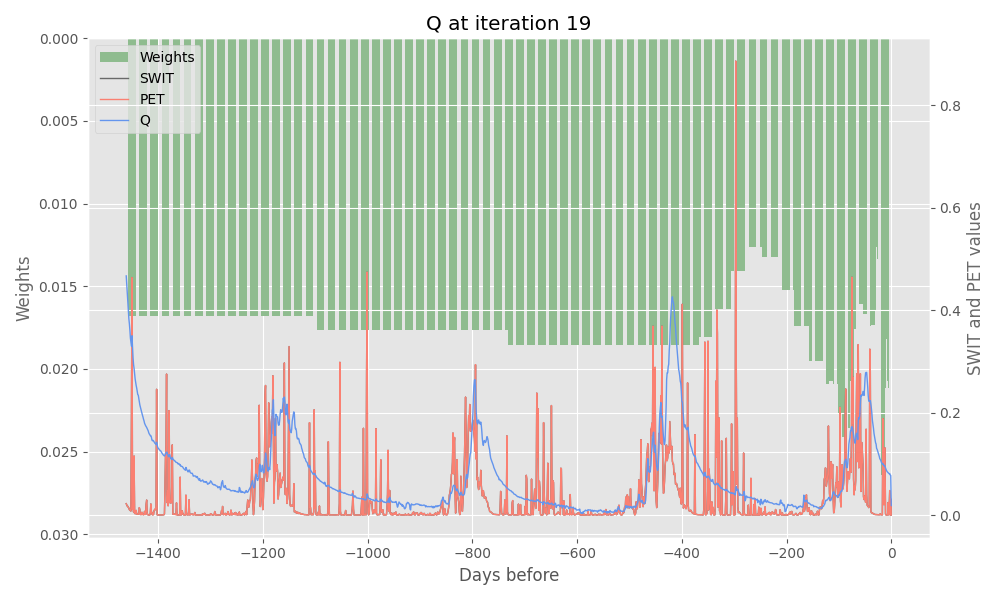 Q at iteration 19
Weights
SWIT
PET
Q
0.000
0.005
0.010
0.015
0.020
0.025
0.030
Weights
0.8
0.6
0.4
0.2
0.0
SWIT and PET values
−1400
−1200
−1000
−800
−600
−400
−200
0
Days before